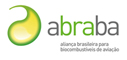 abraba
aliança brasileira para
biocombustíveis de aviação